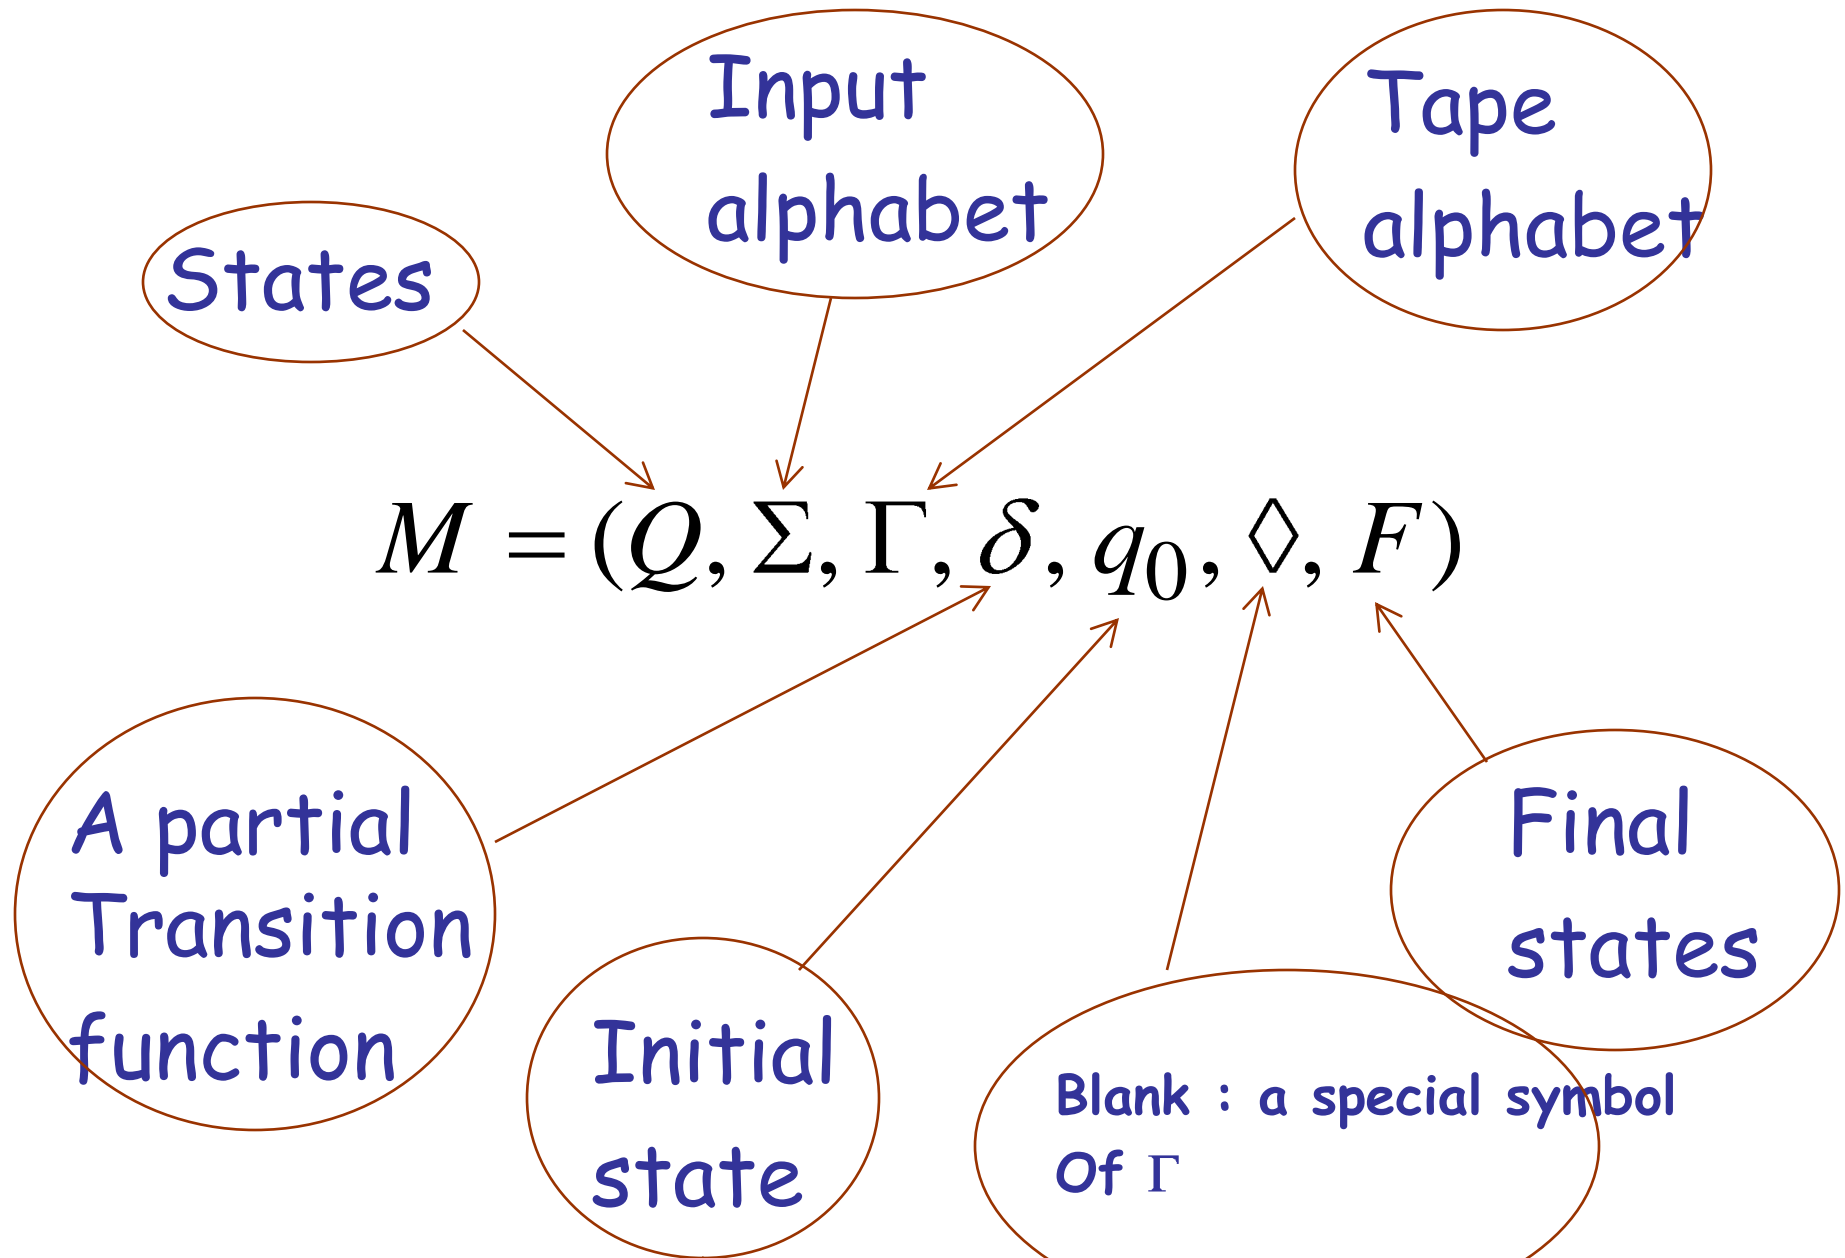 Input
alphabet
Tape
alphabet
States
M = (Q, Σ, Γ, δ, q₀, ◊, F)
A partial
Transition
function
Initial
state
Blank : a special symbol
Of Γ
Final
states